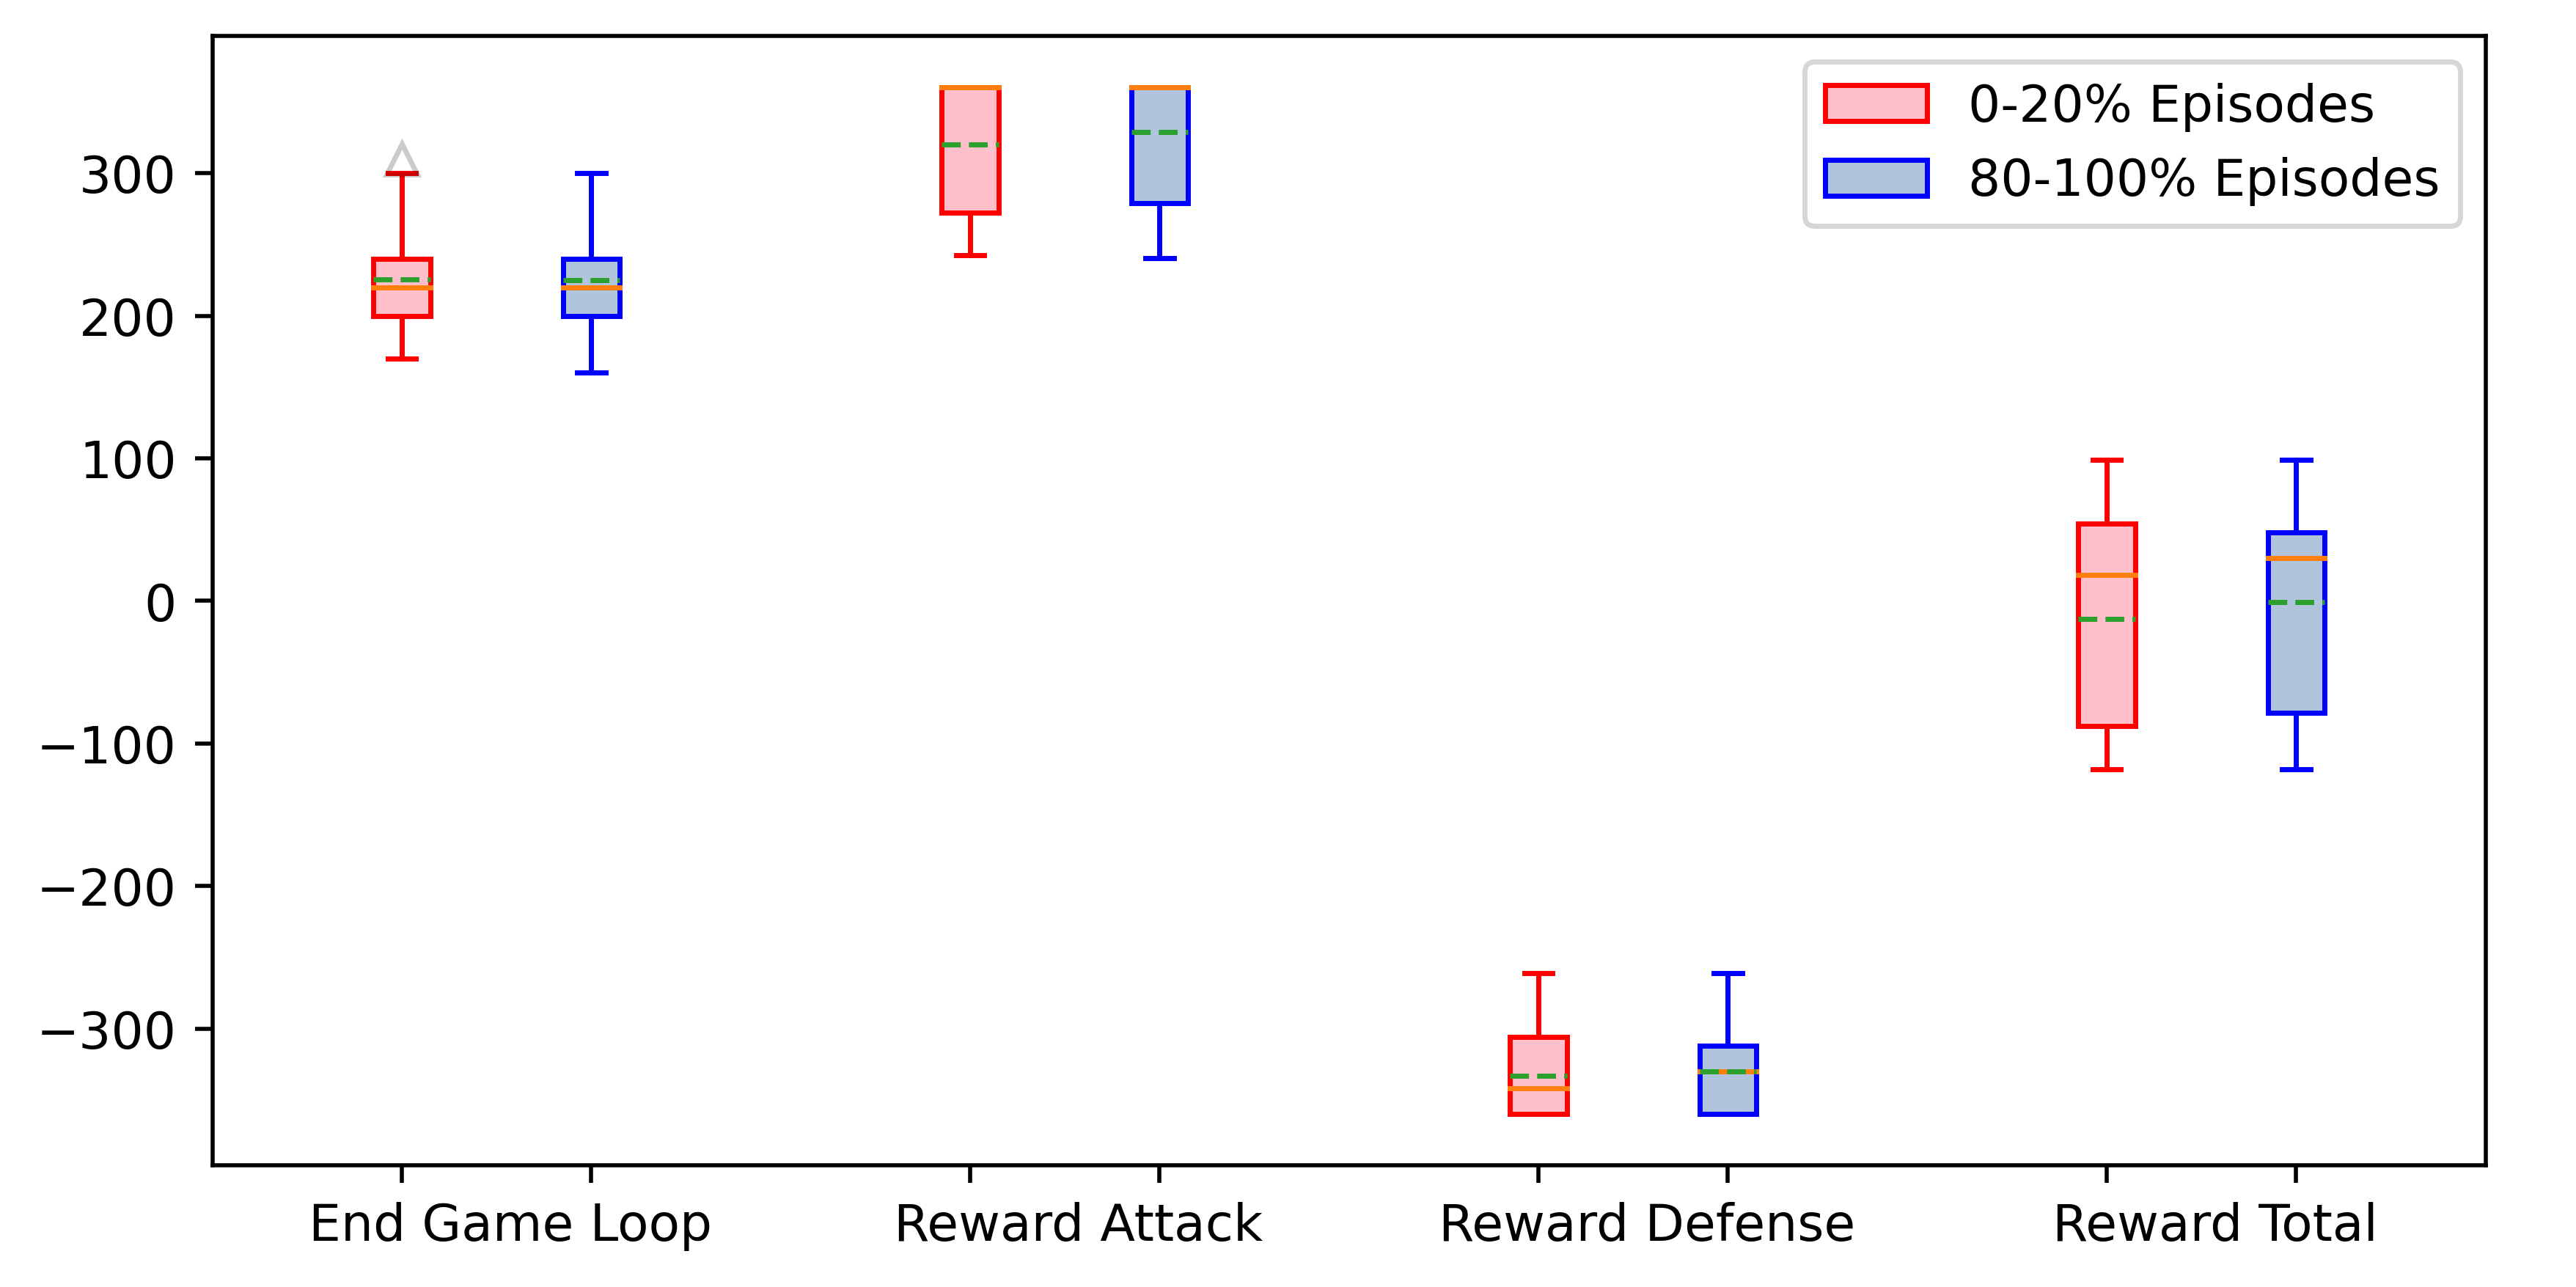 0-20% Episodes
80-100% Episodes
300
200
100
0
−100
−200
−300
End Game Loop
Reward Attack
Reward Defense
Reward Total